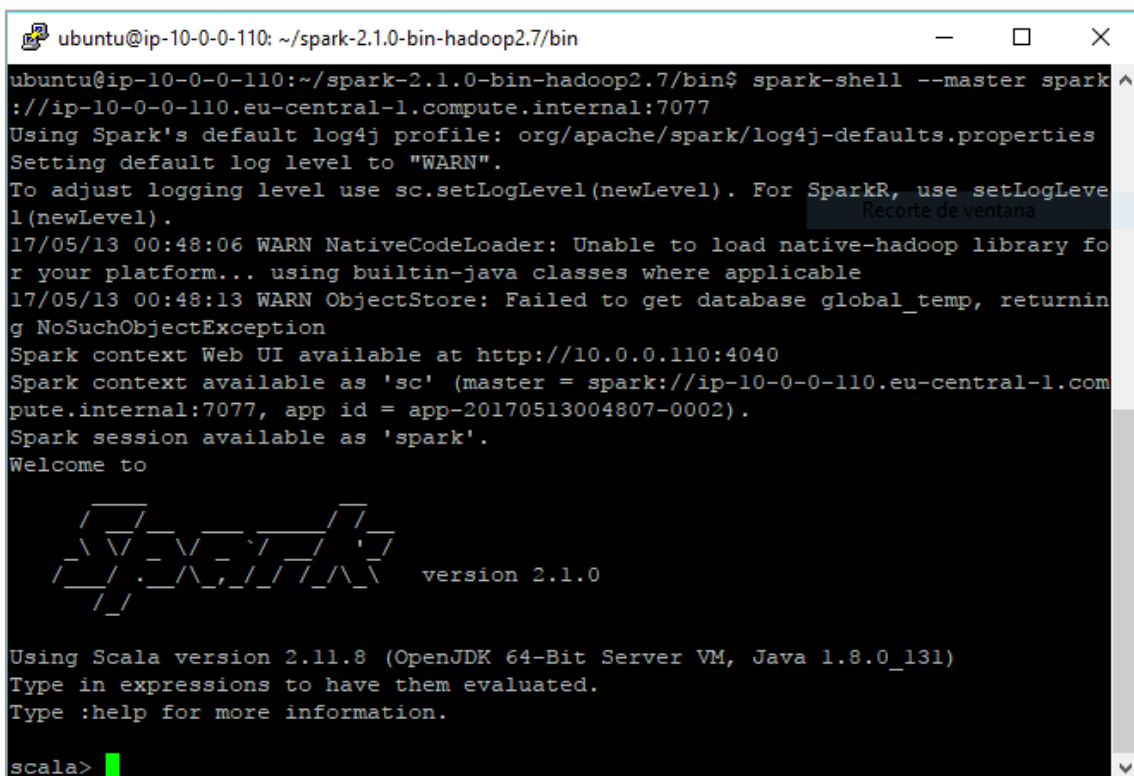 ubuntu@ip-10-0-0-110: ~/spark-2.1.0-bin-hadoop2.7/bin
ubuntu@ip-10-0-0-110:~/spark-2.1.0-bin-hadoop2.7/bin$ spark-shell --master spark
://ip-10-0-0-110.eu-central-1.compute.internal:7077
Using Spark's default log4j profile: org/apache/spark/log4j-defaults.properties
Setting default log level to "WARN".
To adjust logging level use sc.setLogLevel(newLevel). For SparkR, use setLogLeve
l(newLevel).
Recorte de ventana
17/05/13 00:48:06 WARN NativeCodeLoader: Unable to load native-hadoop library fo
r your platform... using builtin-java classes where applicable
17/05/13 00:48:13 WARN ObjectStore: Failed to get database global_temp, returnin
g NoSuchObjectException
Spark context Web UI available at http://10.0.0.110:4040
Spark context available as 'sc' (master = spark://ip-10-0-0-110.eu-central-1.com
pute.internal:7077, app id = app-20170513004807-0002).
Spark session available as 'spark'.
Welcome to
Spark version 2.1.0
Using Scala version 2.11.8 (OpenJDK 64-Bit Server VM, Java 1.8.0_131)
Type in expressions to have them evaluated.
Type :help for more information.
scala>